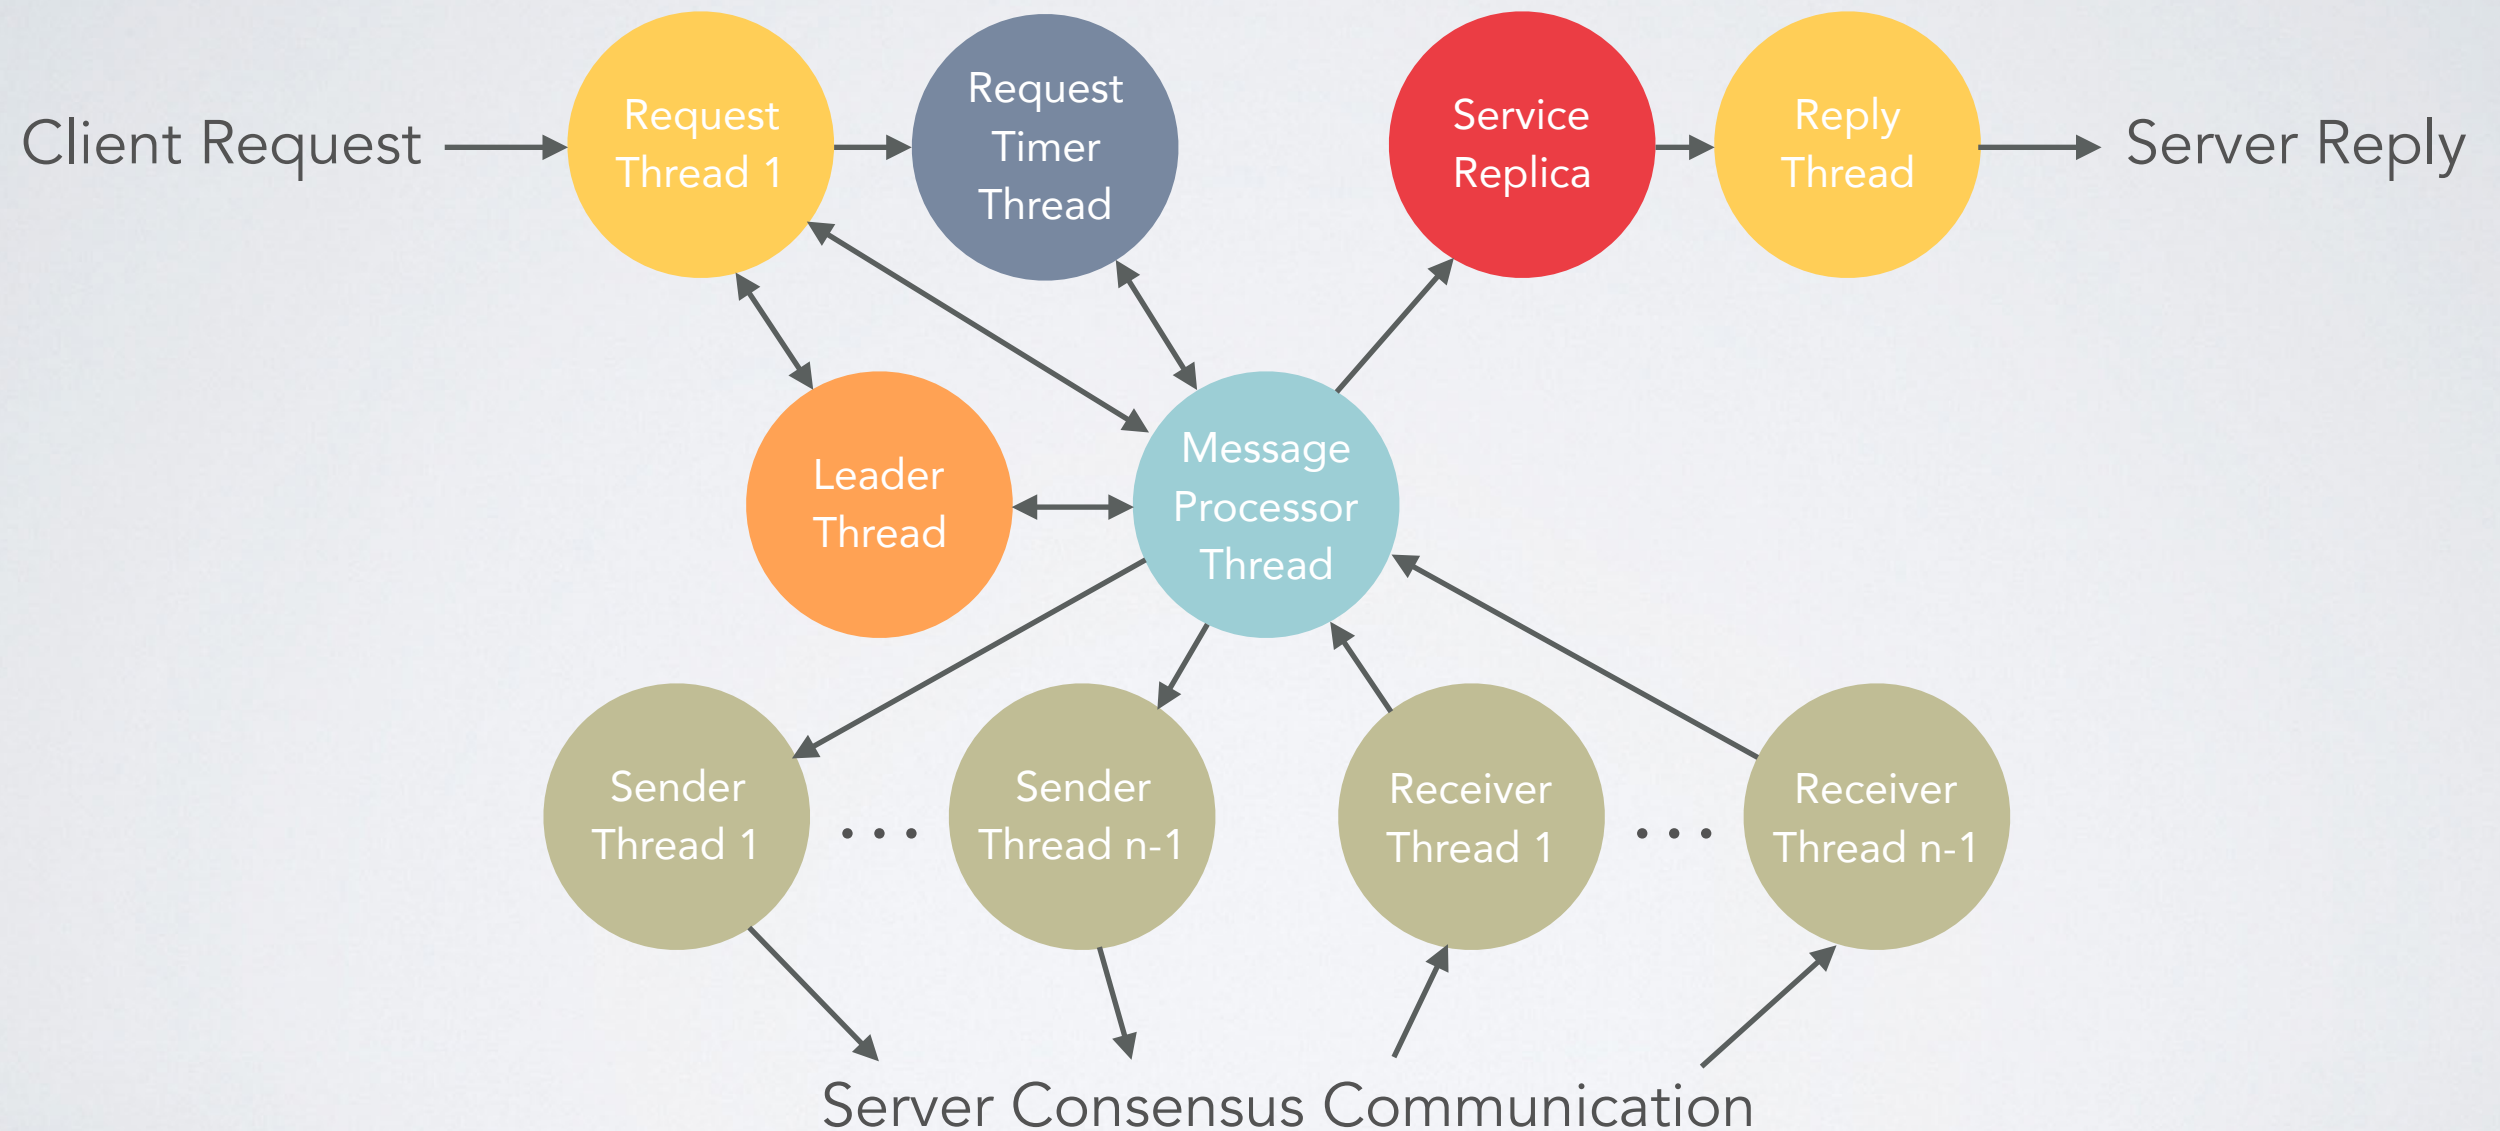 Client Request
Request
Thread 1
Request
Timer
Thread
Service
Replica
Reply
Thread
Server Reply
Leader
Thread
Message
Processor
Thread
Sender
Thread 1
...
Sender
Thread n-1
Receiver
Thread 1
...
Receiver
Thread n-1
Server Consensus Communication